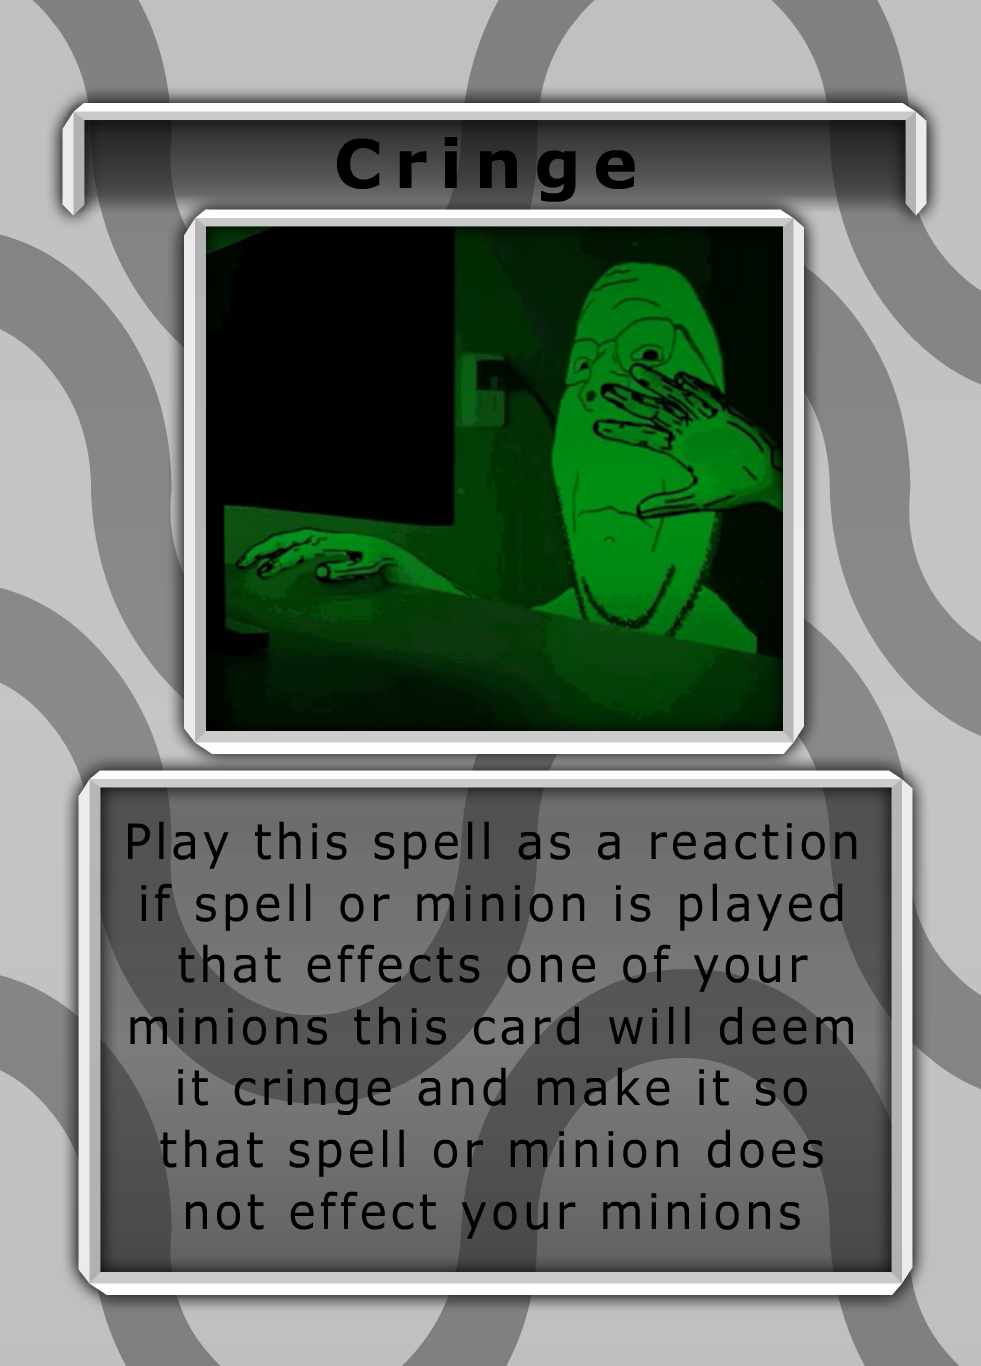 Cringe
Play this spell as a reaction
if spell or minion is played
that effects one of your
minions this card will deem
it cringe and make it so
that spell or minion does
not effect your minions